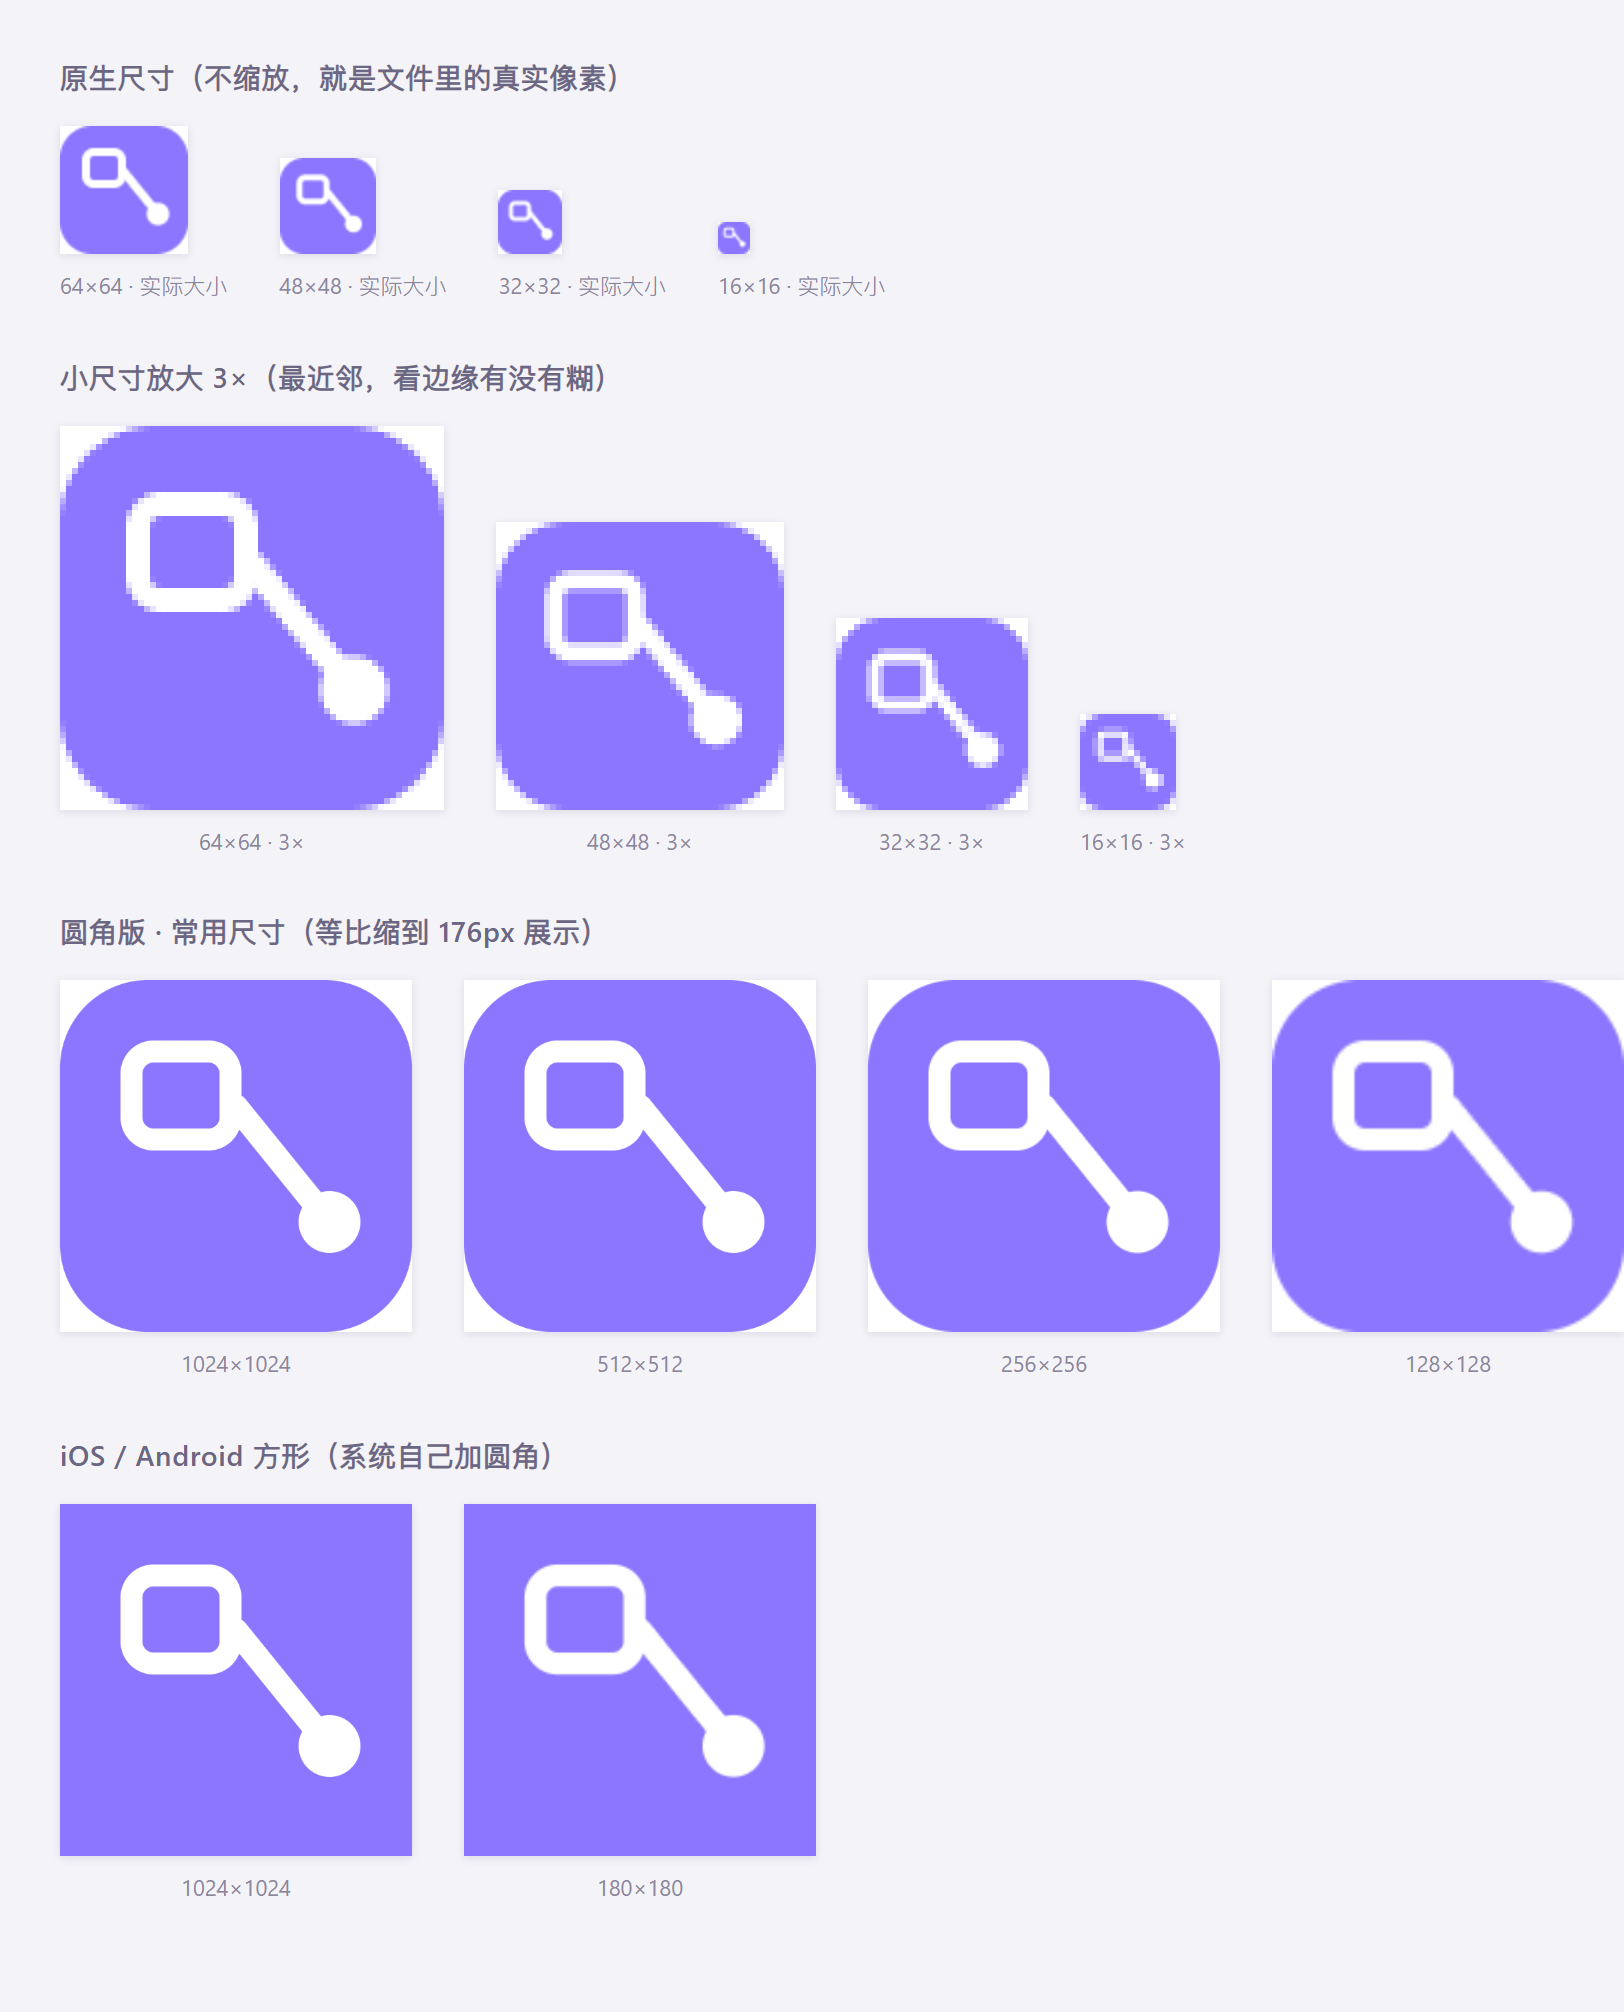 原生尺寸（不缩放，就是文件里的真实像素）
64×64 · 实际大小
48×48 · 实际大小
32×32 · 实际大小
16×16 · 实际大小
小尺寸放大 3×（最近邻，看边缘有没有糊）
64×64 · 3×
48×48 · 3×
32×32 · 3×
16×16 · 3×
圆角版 · 常用尺寸（等比缩到 176px 展示）
1024×1024
512×512
256×256
128×128
iOS / Android 方形（系统自己加圆角）
1024×1024
180×180